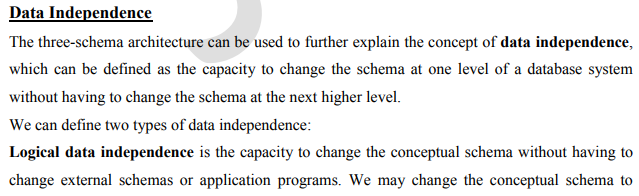 Data Independence
The three-schema architecture can be used to further explain the concept of data independence,
which can be defined as the capacity to change the schema at one level of a database system
without having to change the schema at the next higher level.
We can define two types of data independence:
Logical data independence is the capacity to change the conceptual schema without having to
change external schemas or application programs. We may change the conceptual schema to